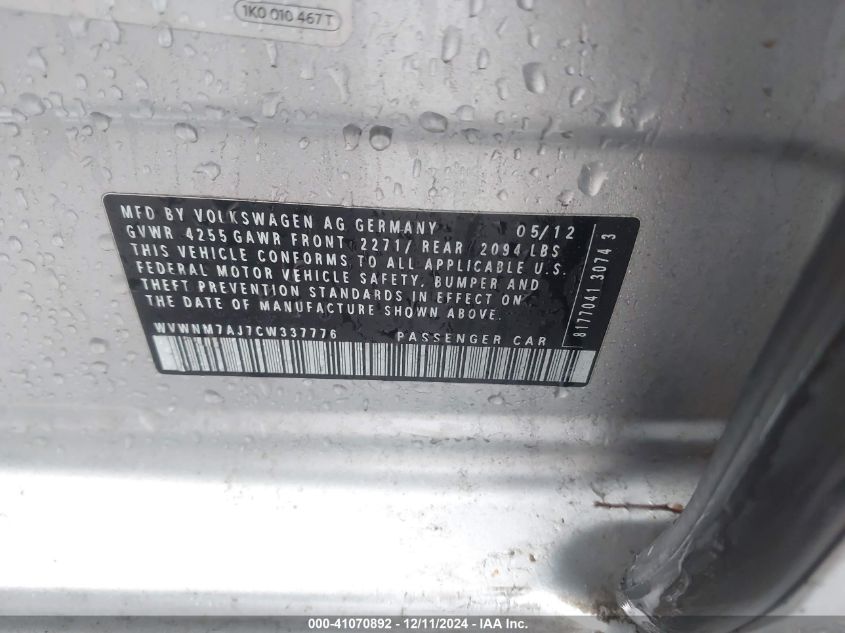 1K0 010 467 T
MFD BY VOLKSWAGEN AG GERMANY 05/12
GVWR 4255 GAWR FRONT 2271/ REAR 2094 LBS
THIS VEHICLE CONFORMS TO ALL APPLICABLE U.S.
FEDERAL MOTOR VEHICLE SAFETY, BUMPER AND
THEFT PREVENTION STANDARDS IN EFFECT ON
THE DATE OF MANUFACTURE SHOWN ABOVE.
WVWNM7AJ7CW337776 PASSENGER CAR
8177041 3074 3
000-41070892 - 12/11/2024 - IAA Inc.